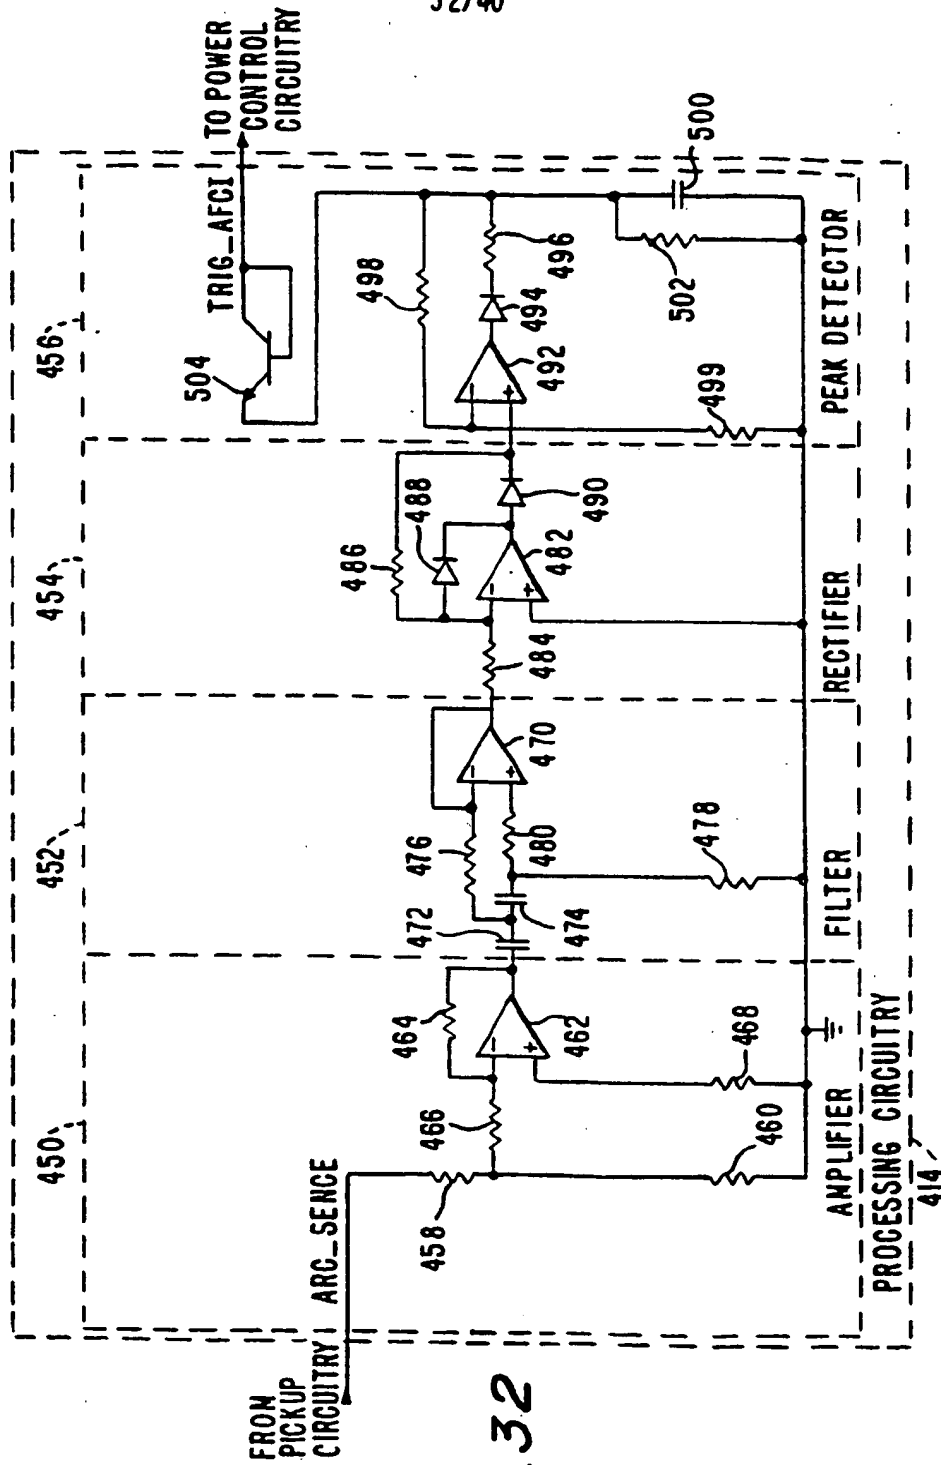 32/40
FROM
PICKUP
CIRCUITRY
ARC_SENCE
TRIG_AFCI
TO POWER
CONTROL
CIRCUITRY
450
452
454
456
458
460
462
464
466
468
AMPLIFIER
470
472
474
476
478
480
FILTER
482
484
486
488
490
RECTIFIER
492
494
496
498
499
500
502
504
PEAK DETECTOR
PROCESSING CIRCUITRY
414
32